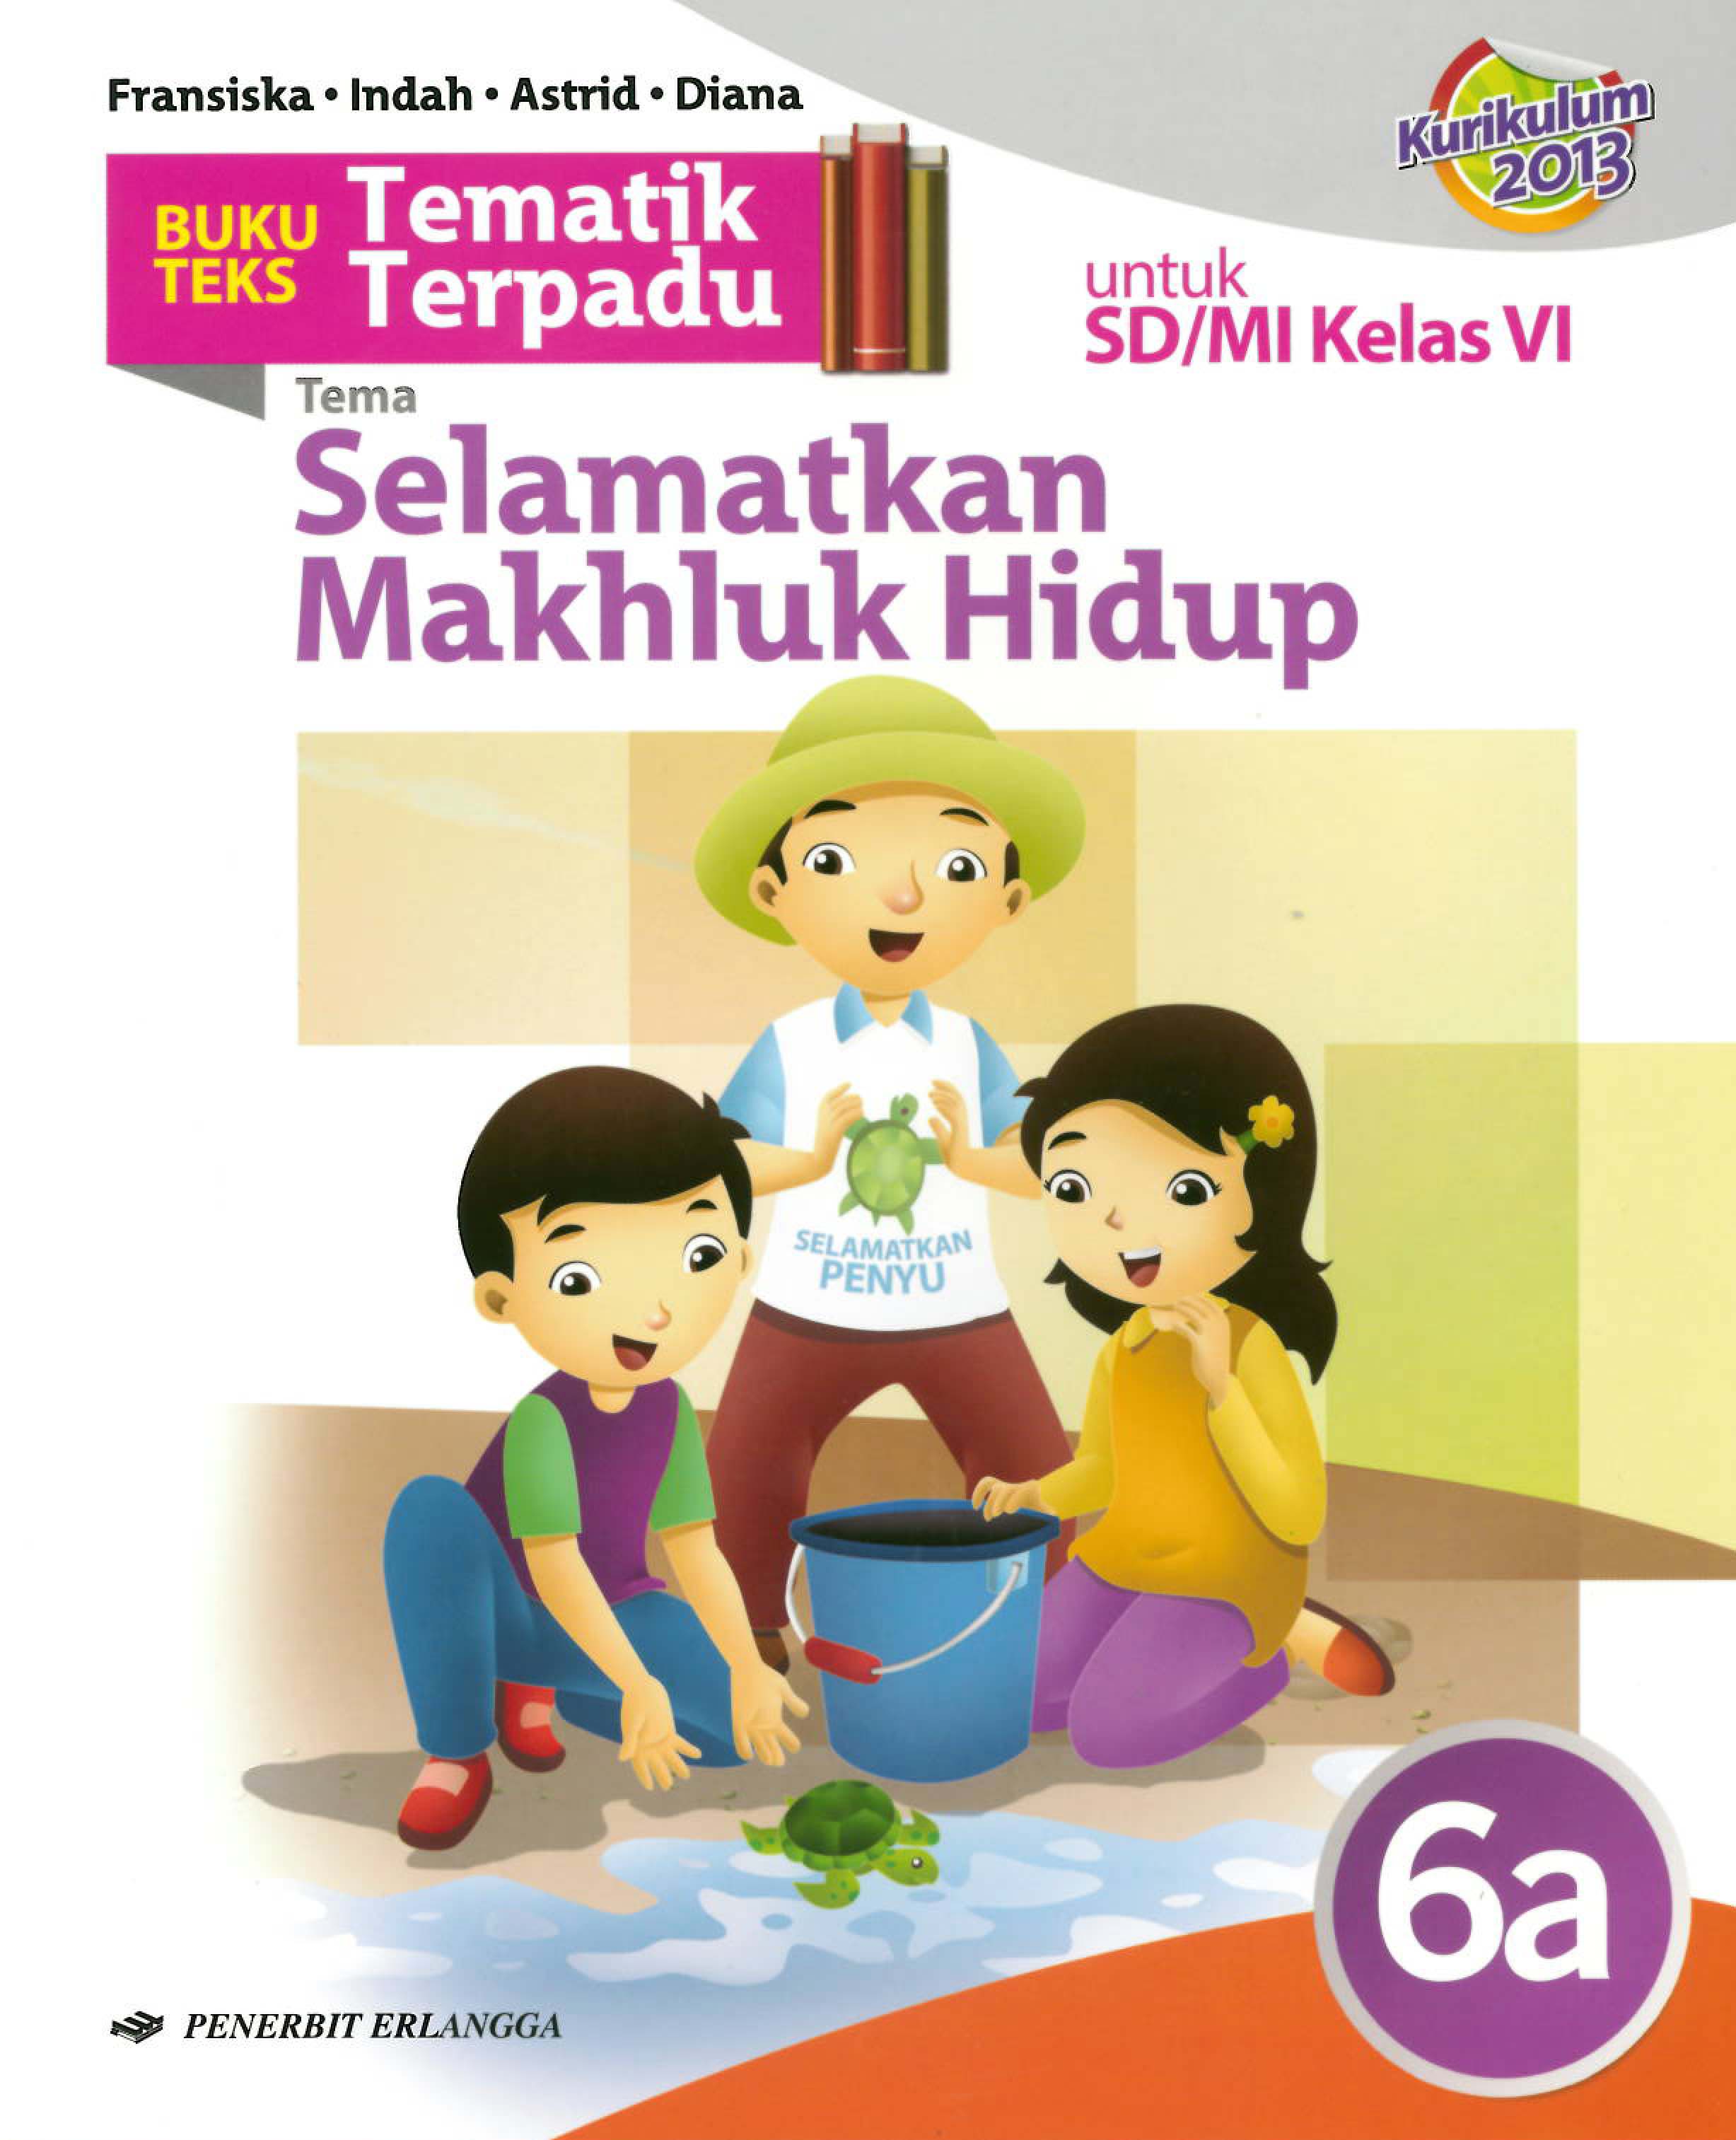 Fransiska • Indah • Astrid • Diana
Kurikulum
2013
BUKU
TEKS
Tematik
Terpadu
untuk
SD/MI Kelas VI
Tema
Selamatkan
Makhluk Hidup
SELAMATKAN
PENYU
6a
PENERBIT ERLANGGA